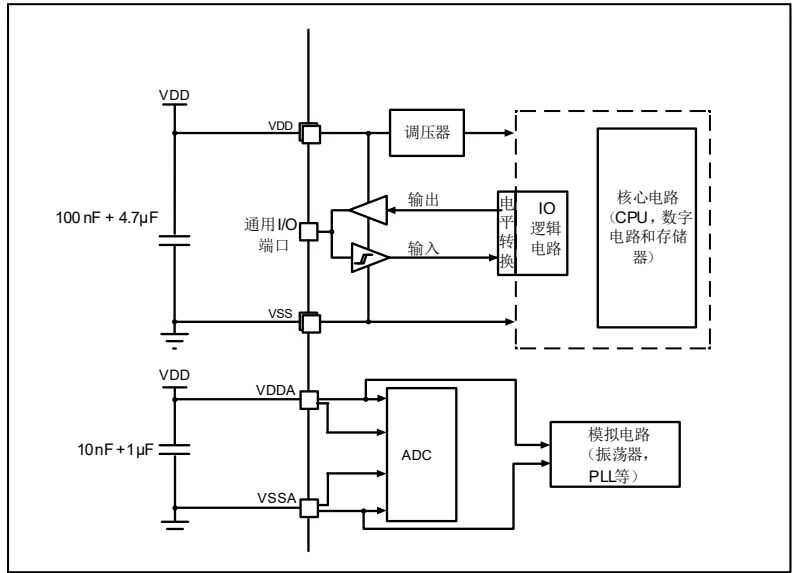 VDD
VDD
调压器
100 nF + 4.7μF
通用 I/O
端口
输出
输入
电
平
转
换
IO
逻辑
电路
核心电路
（CPU，数字
电路和存储
器）
VSS
VDD
VDDA
10nF +1μF
ADC
模拟电路
（振荡器，
PLL等）
VSSA